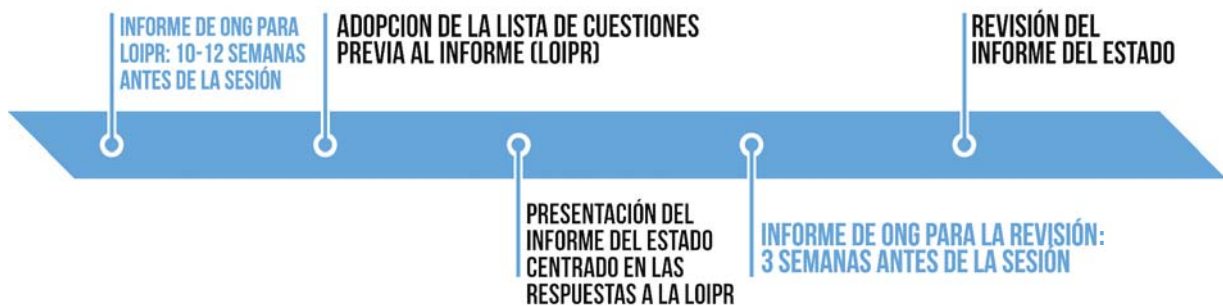 INFORME DE ONG PARA
LOIPR: 10-12 SEMANAS
ANTES DE LA SESIÓN
ADOPCION DE LA LISTA DE CUESTIONES
PREVIA AL INFORME (LOIPR)
PRESENTACIÓN DEL
INFORME DEL ESTADO
CENTRADO EN LAS
RESPUESTAS A LA LOIPR
INFORME DE ONG PARA LA REVISIÓN:
3 SEMANAS ANTES DE LA SESIÓN
REVISIÓN DEL
INFORME DEL ESTADO